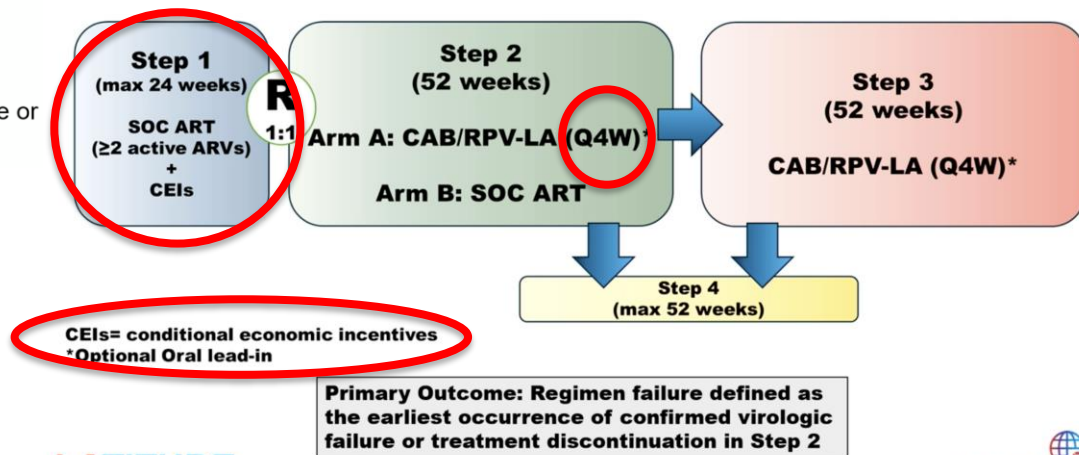 e or
Step 1
(max 24 weeks)
SOC ART
(≥2 active ARVs)
+
CEIs
R
1:1
Step 2
(52 weeks)
Arm A: CAB/RPV-LA (Q4W)*
Arm B: SOC ART
Step 3
(52 weeks)
CAB/RPV-LA (Q4W)*
Step 4
(max 52 weeks)
CEIs= conditional economic incentives
*Optional Oral lead-in
Primary Outcome: Regimen failure defined as
the earliest occurrence of confirmed virologic
failure or treatment discontinuation in Step 2